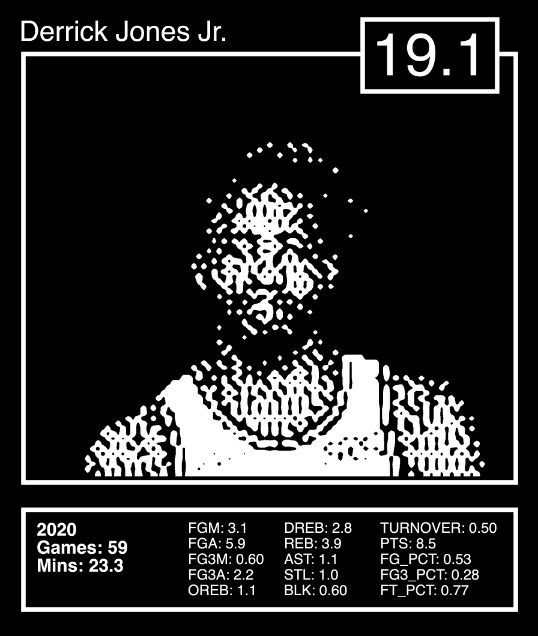 Derrick Jones Jr.
19.1
2020
Games: 59
Mins: 23.3
FGM: 3.1
FGA: 5.9
FG3M: 0.60
FG3A: 2.2
OREB: 1.1
DREB: 2.8
REB: 3.9
AST: 1.1
STL: 1.0
BLK: 0.60
TURNOVER: 0.50
PTS: 8.5
FG_PCT: 0.53
FG3_PCT: 0.28
FT_PCT: 0.77